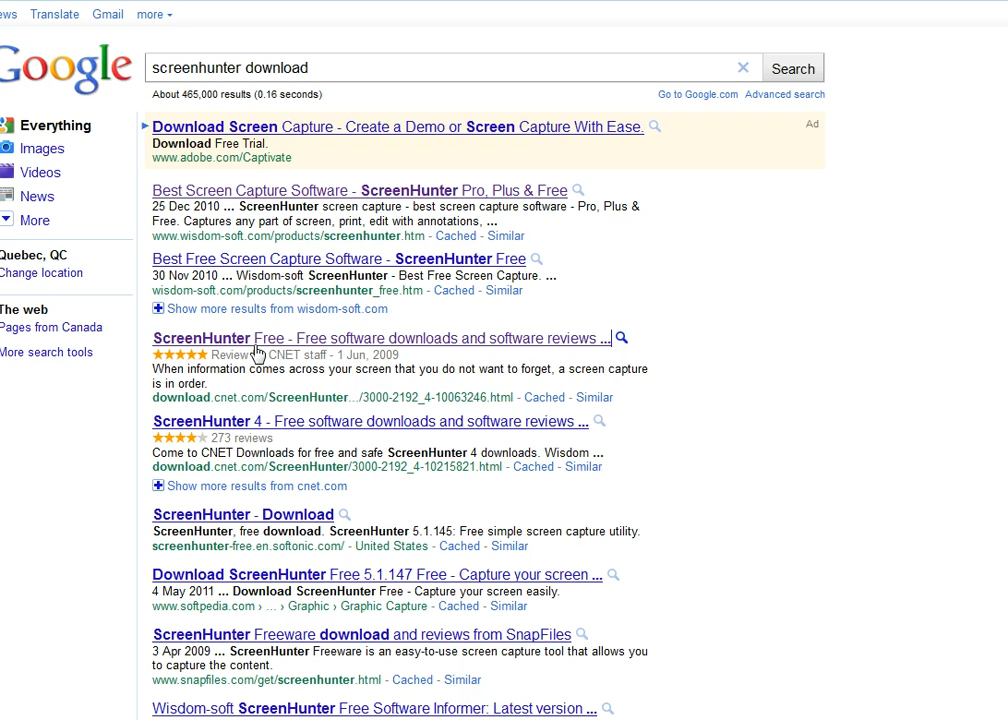 ews Translate Gmail more
Google
screenhunter download
Search
About 465,000 results (0.16 seconds)
Go to Google.com Advanced search
Everything
Images
Videos
News
More
Quebec, QC
Change location
The web
Pages from Canada
More search tools
Download Screen Capture - Create a Demo or Screen Capture With Ease.
Ad
Download Free Trial.
www.adobe.com/Captivate
Best Screen Capture Software - ScreenHunter Pro, Plus & Free
25 Dec 2010 ... ScreenHunter screen capture - best screen capture software - Pro, Plus &
Free. Captures any part of screen, print, edit with annotations, ...
www.wisdom-soft.com/products/screenhunter.htm - Cached - Similar
Best Free Screen Capture Software - ScreenHunter Free
30 Nov 2010 ... Wisdom-soft ScreenHunter - Best Free Screen Capture. ...
wisdom-soft.com/products/screenhunter_free.htm - Cached - Similar
Show more results from wisdom-soft.com
ScreenHunter Free - Free software downloads and software reviews ...
Review CNET staff - 1 Jun, 2009
When information comes across your screen that you do not want to forget, a screen capture
is in order.
download.cnet.com/ScreenHunter.../3000-2192_4-10063246.html - Cached - Similar
ScreenHunter 4 - Free software downloads and software reviews ...
273 reviews
Come to CNET Downloads for free and safe ScreenHunter 4 downloads. Wisdom ...
download.cnet.com/ScreenHunter/3000-2192_4-10215821.html - Cached - Similar
Show more results from cnet.com
ScreenHunter - Download
ScreenHunter, free download. ScreenHunter 5.1.145: Free simple screen capture utility.
screenhunter-free.en.softonic.com/ - United States - Cached - Similar
Download ScreenHunter Free 5.1.147 Free - Capture your screen ...
4 May 2011 ... Download ScreenHunter Free - Capture your screen easily.
www.softpedia.com › ... › Graphic › Graphic Capture - Cached - Similar
ScreenHunter Freeware download and reviews from SnapFiles
3 Apr 2009 ... ScreenHunter Freeware is an easy-to-use screen capture tool that allows you
to capture the content.
www.snapfiles.com/get/screenhunter.html - Cached - Similar
Wisdom-soft ScreenHunter Free Software Informer: Latest version ...